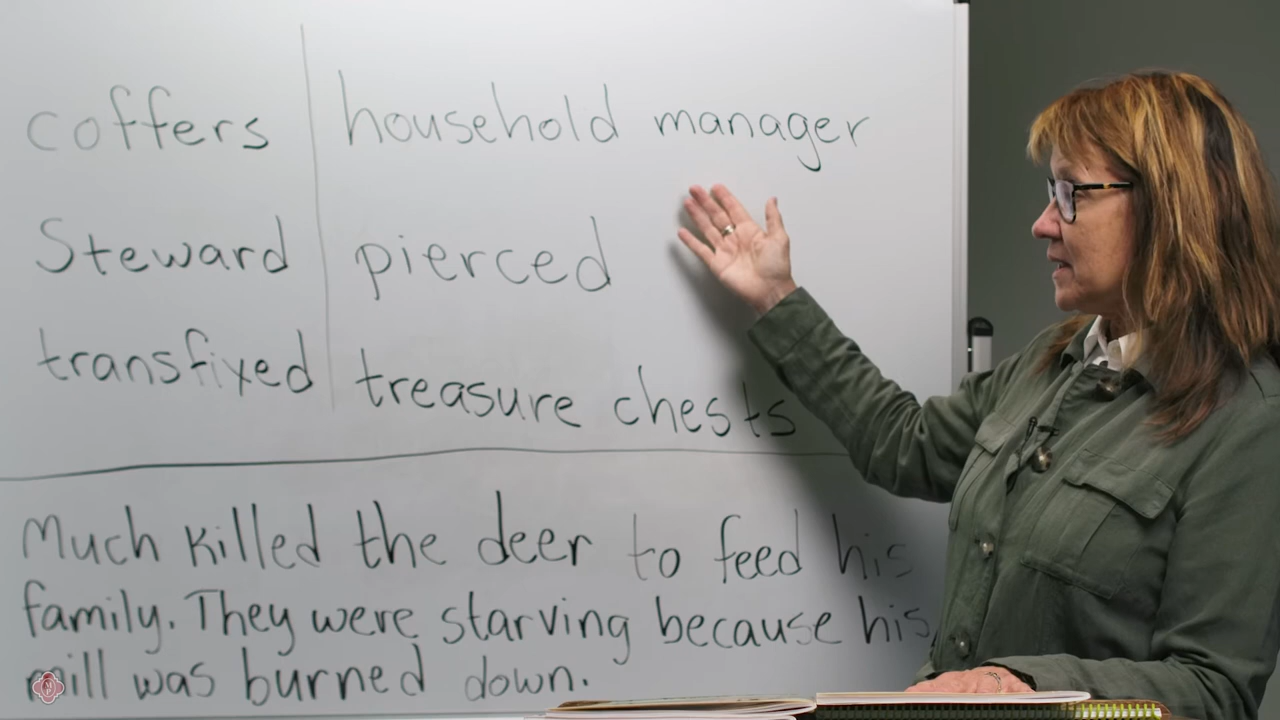 coffers household manager
Steward pierced
transfixed treasure chests
Much killed the deer to feed his
family. They were starving because his
mill was burned down.